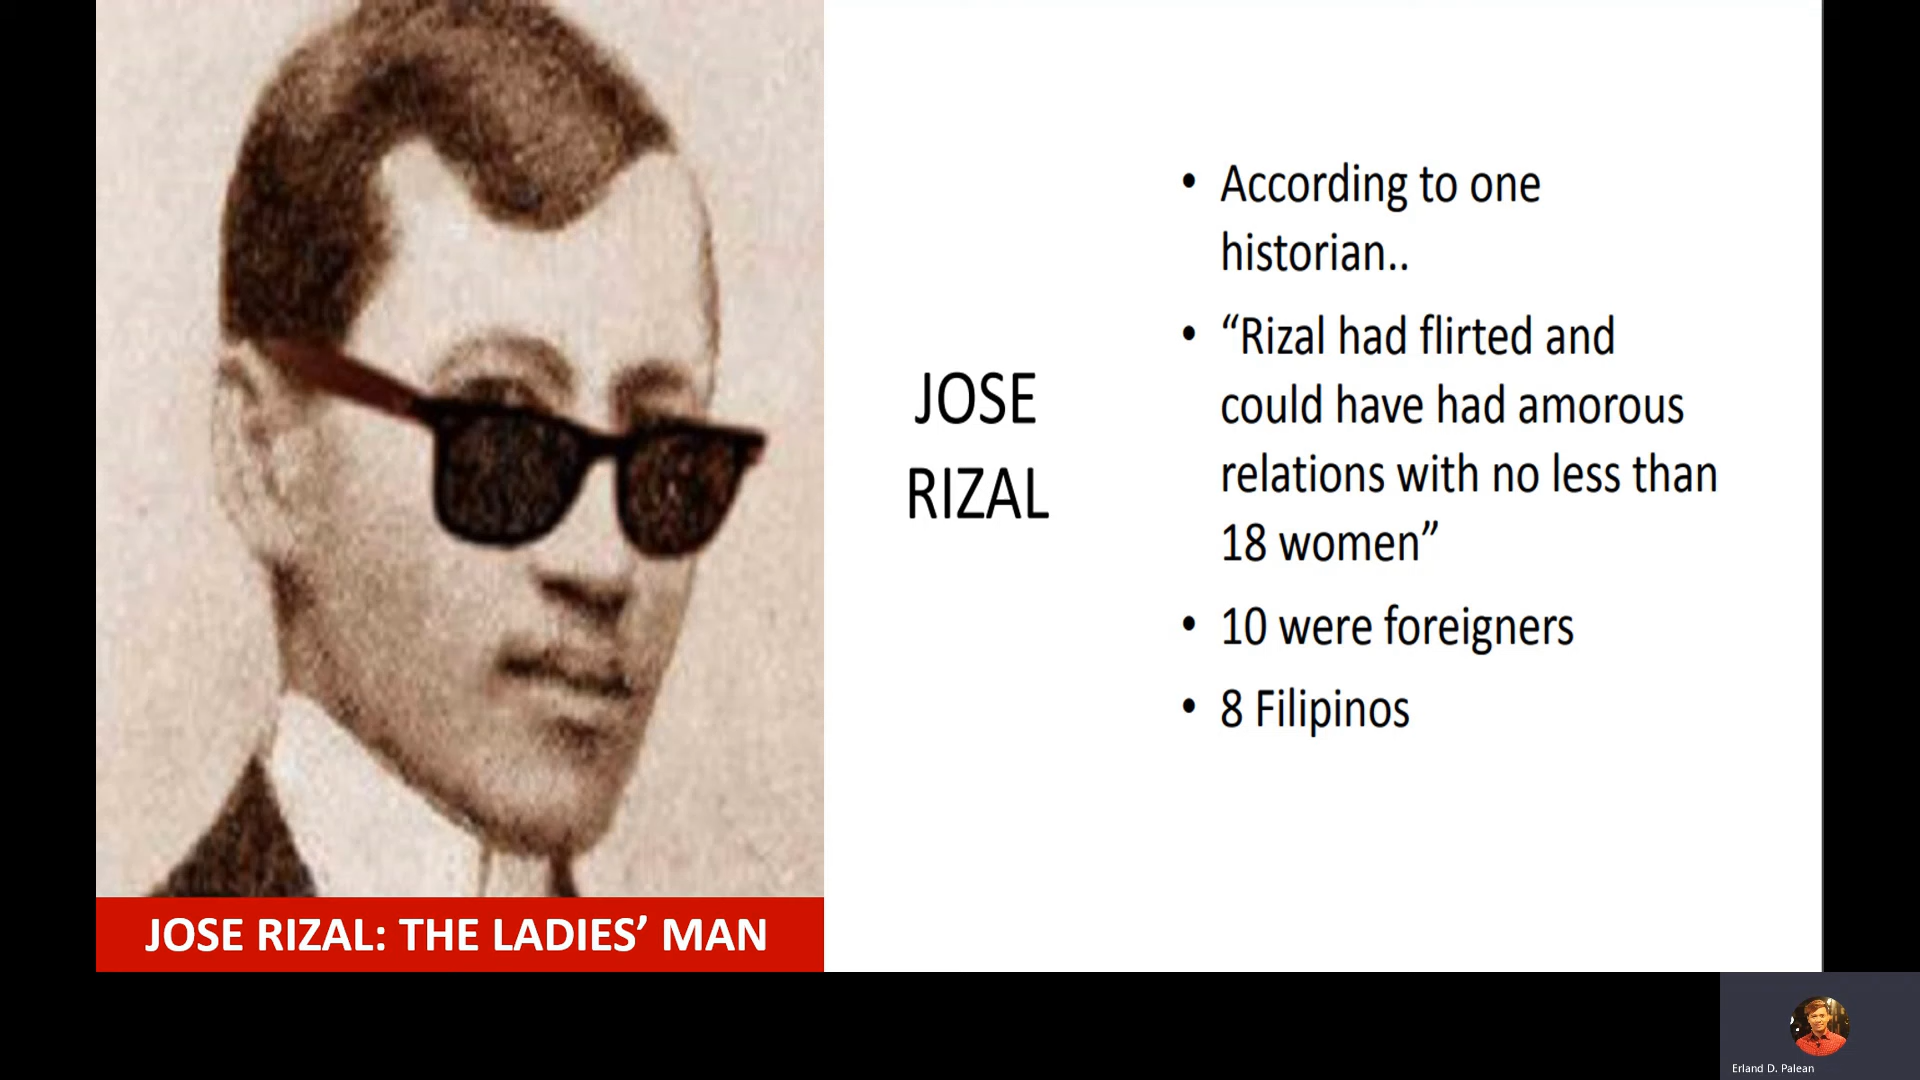 JOSE RIZAL: THE LADIES’ MAN
JOSE
RIZAL
• According to one
historian..
• “Rizal had flirted and
could have had amorous
relations with no less than
18 women”
• 10 were foreigners
• 8 Filipinos
Erland D. Palean